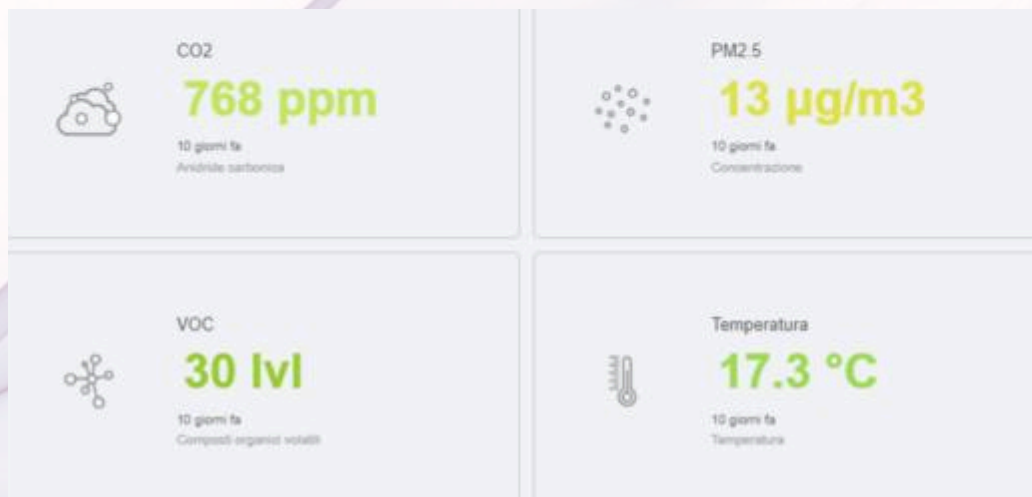 CO2
768 ppm
10 giorni fa
Anidride carbonica
PM2.5
13 µg/m3
10 giorni fa
Concentrazione
VOC
30 lvl
10 giorni fa
Composti organici volatili
Temperatura
17.3 °C
10 giorni fa
Temperatura